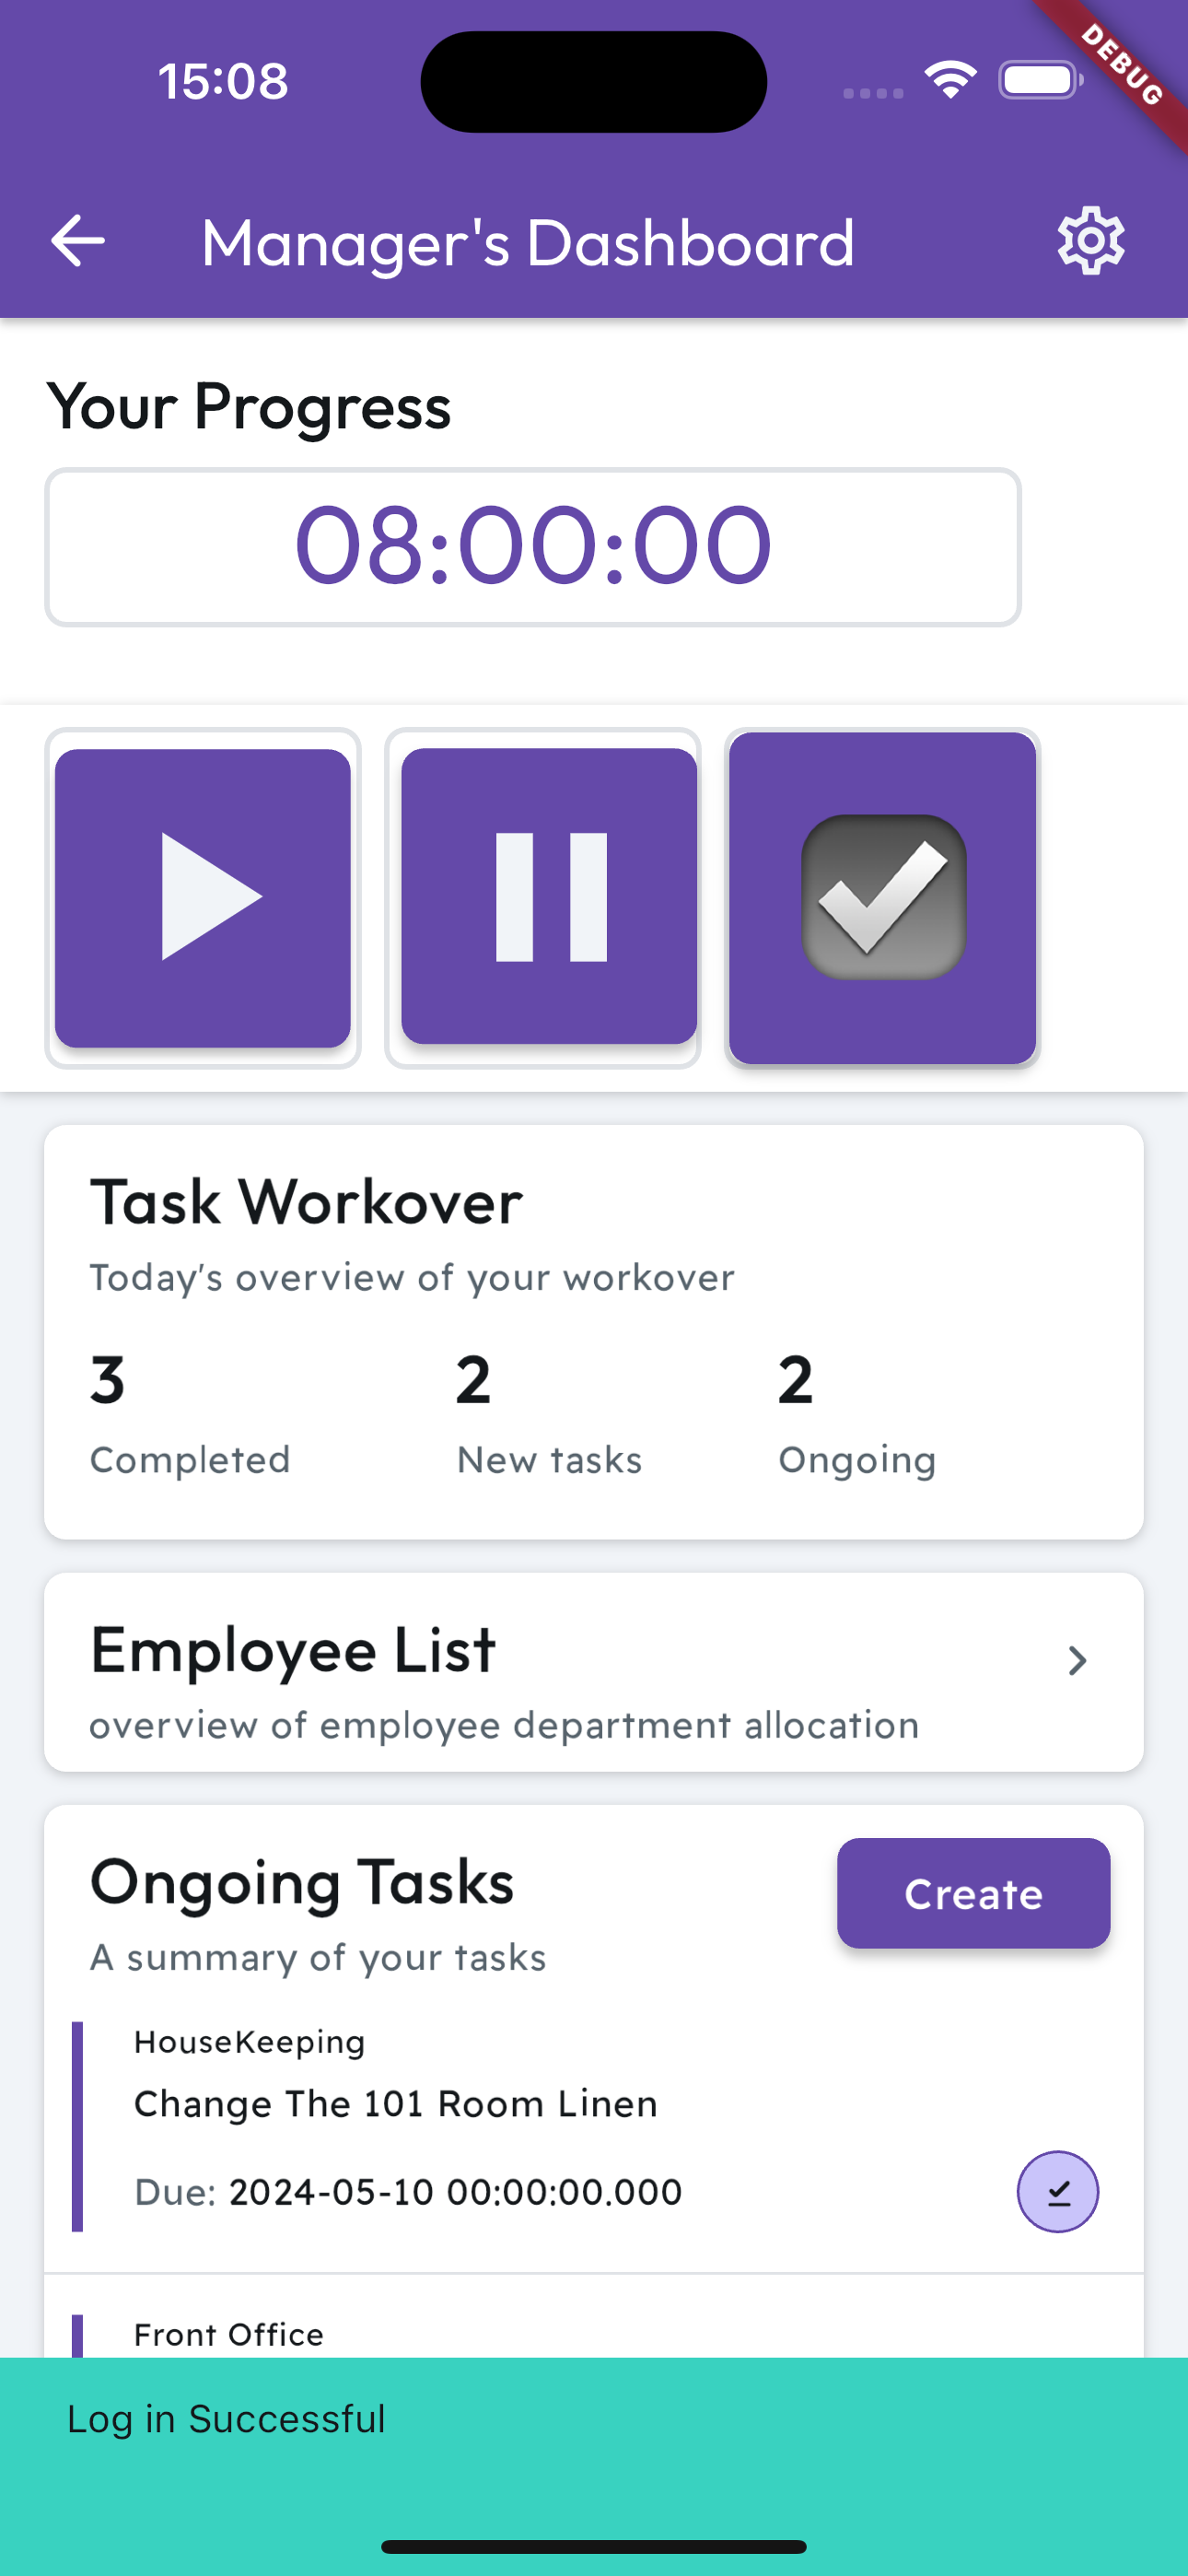 15:08
DEBUG
Manager's Dashboard
Your Progress
08:00:00
Task Workover
Today's overview of your workover
3 2 2
Completed New tasks Ongoing
Employee List
overview of employee department allocation
Ongoing Tasks
Create
A summary of your tasks
HouseKeeping
Change The 101 Room Linen
Due: 2024-05-10 00:00:00.000
Front Office
Log in Successful